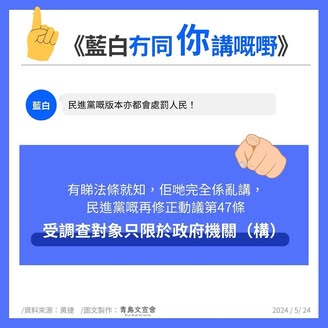 《藍白冇同你講嘅嘢》
藍白
民進黨嘅版本亦都會處罰人民！
有睇法條就知，佢哋完全係亂講，
民進黨嘅再修正動議第47條
受調查對象只限於政府機關（構）
/資料來源：黃捷 /圖文製作：青島文宣會
2024 / 5/ 24